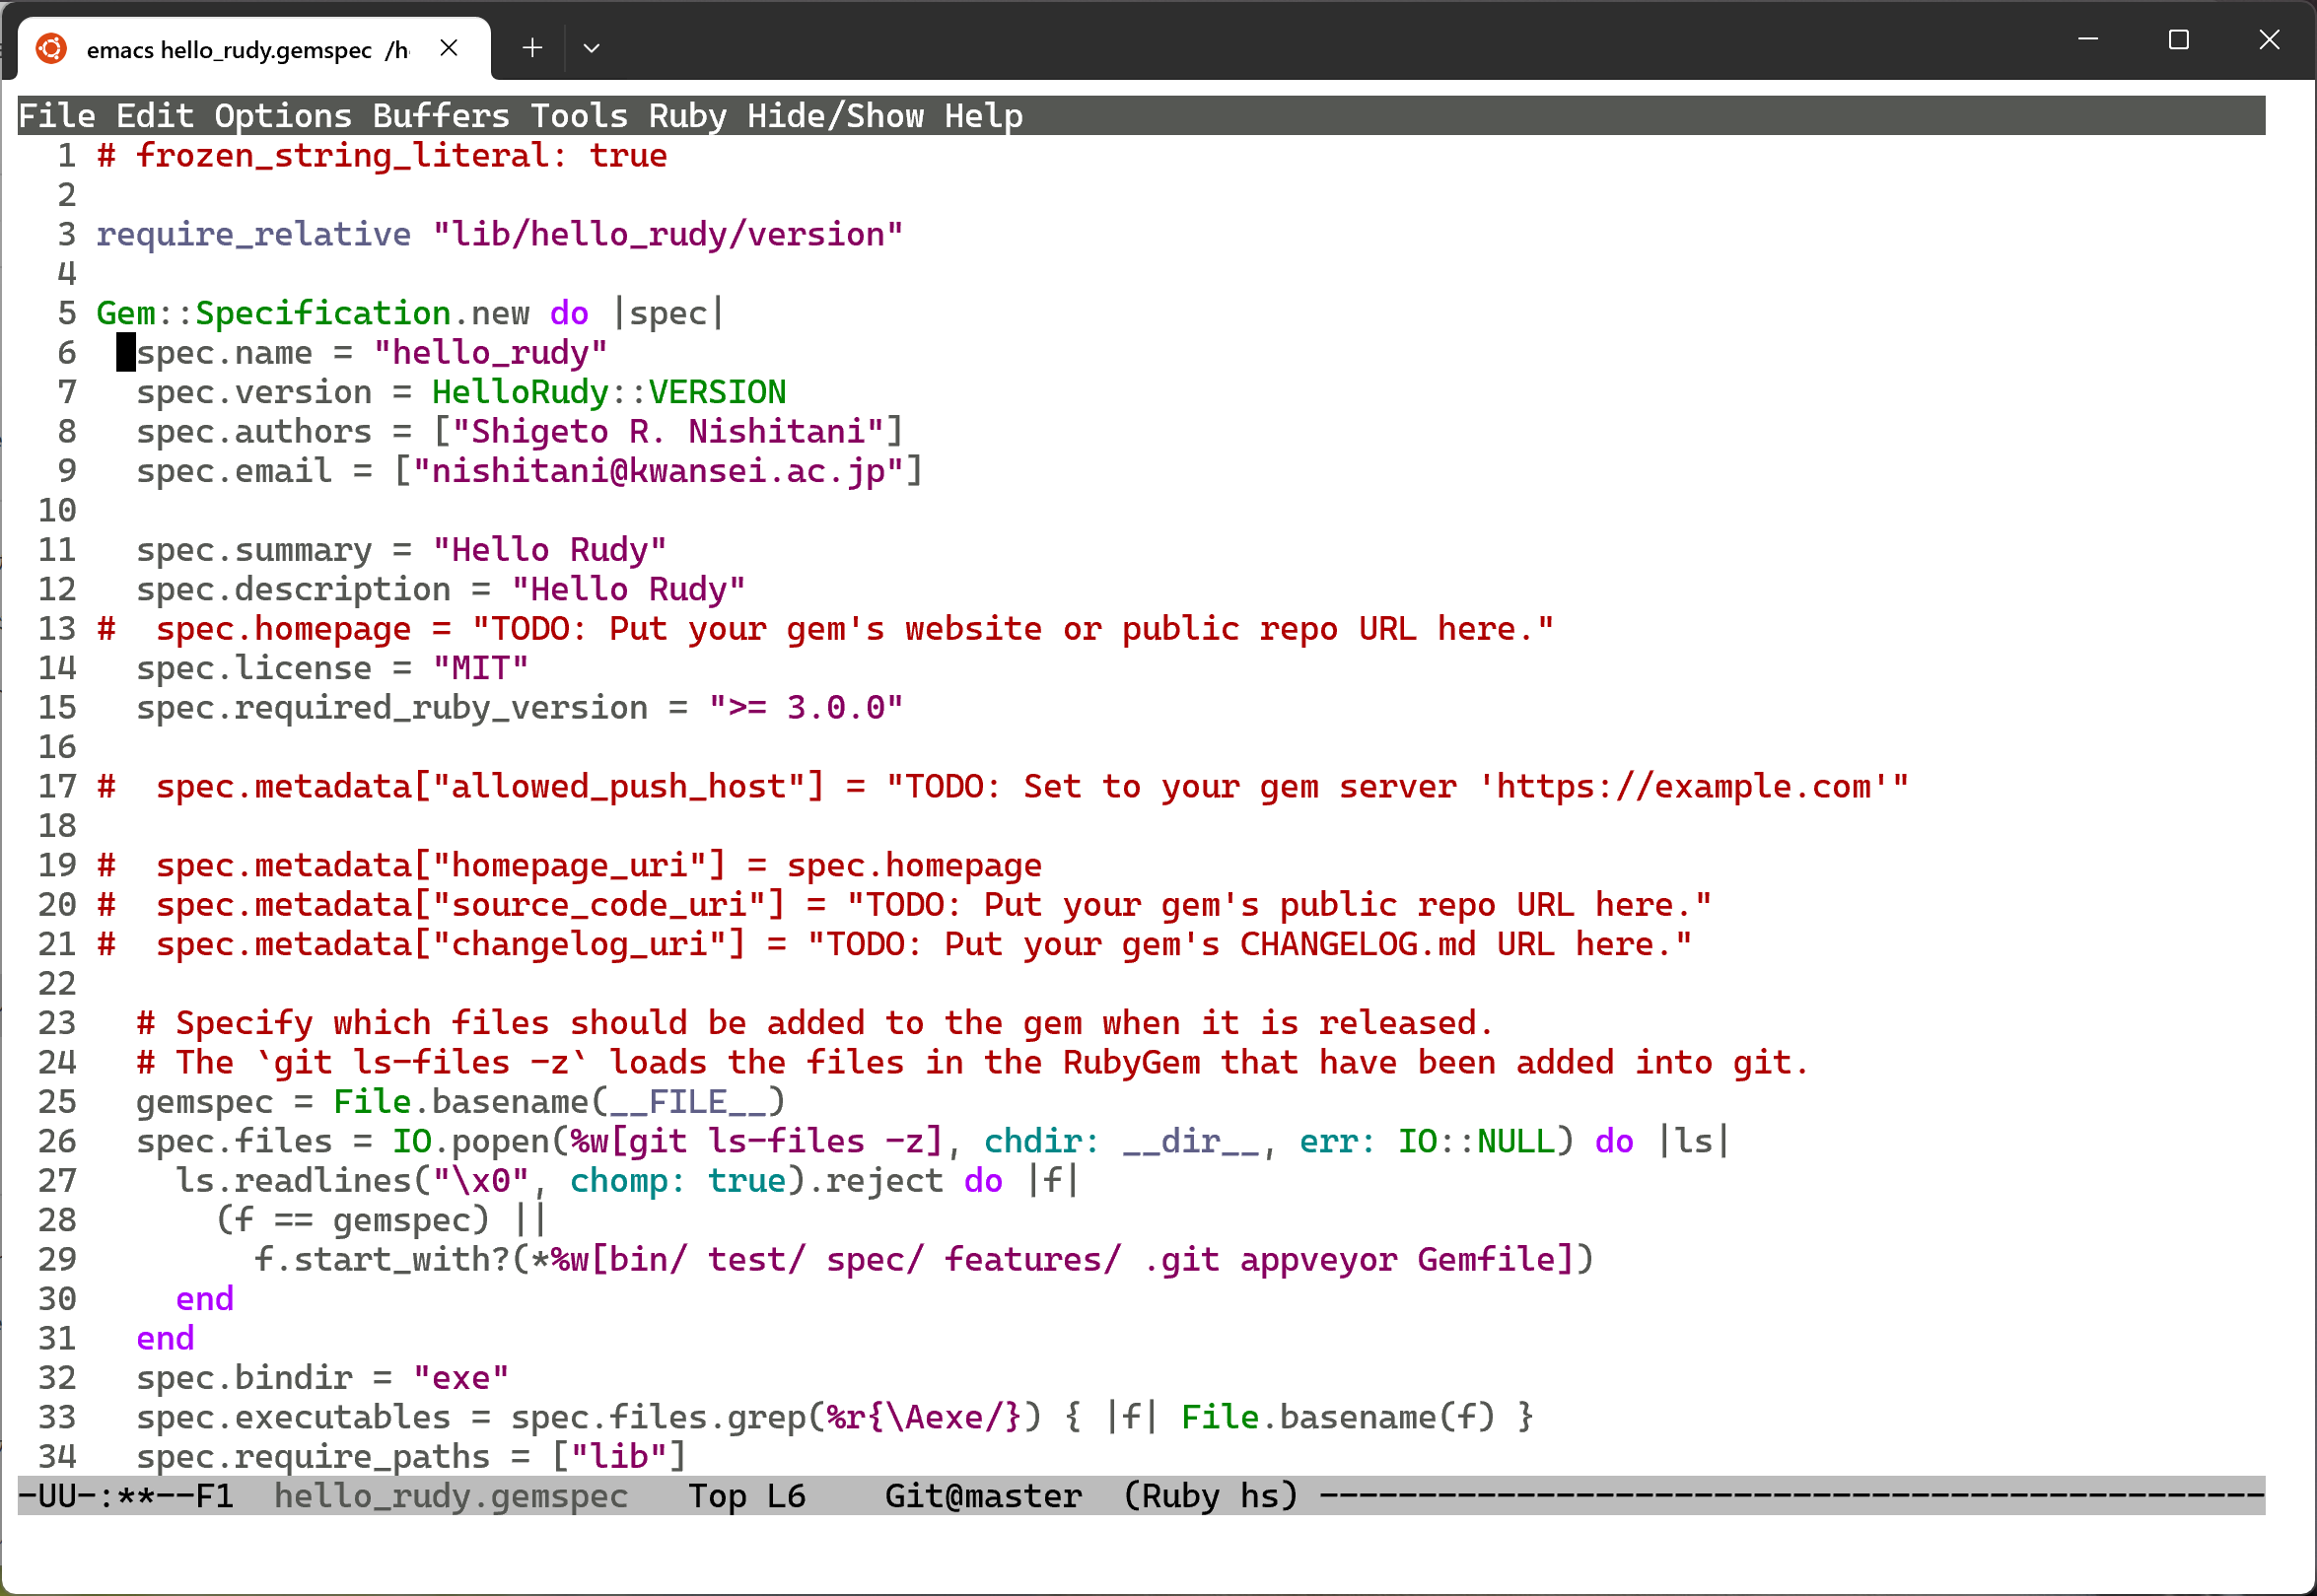 emacs hello_rudy.gemspec /h
File Edit Options Buffers Tools Ruby Hide/Show Help
1 # frozen_string_literal: true
2
3 require_relative "lib/hello_rudy/version"
4
5 Gem::Specification.new do |spec|
6   spec.name = "hello_rudy"
7   spec.version = HelloRudy::VERSION
8   spec.authors = ["Shigeto R. Nishitani"]
9   spec.email = ["nishitani@kwansei.ac.jp"]
10
11   spec.summary = "Hello Rudy"
12   spec.description = "Hello Rudy"
13 #  spec.homepage = "TODO: Put your gem's website or public repo URL here."
14   spec.license = "MIT"
15   spec.required_ruby_version = ">= 3.0.0"
16
17 #  spec.metadata["allowed_push_host"] = "TODO: Set to your gem server 'https://example.com'"
18
19 #  spec.metadata["homepage_uri"] = spec.homepage
20 #  spec.metadata["source_code_uri"] = "TODO: Put your gem's public repo URL here."
21 #  spec.metadata["changelog_uri"] = "TODO: Put your gem's CHANGELOG.md URL here."
22
23   # Specify which files should be added to the gem when it is released.
24   # The `git ls-files -z` loads the files in the RubyGem that have been added into git.
25   gemspec = File.basename(__FILE__)
26   spec.files = IO.popen(%w[git ls-files -z], chdir: __dir__, err: IO::NULL) do |ls|
27     ls.readlines("\x0", chomp: true).reject do |f|
28       (f == gemspec) ||
29         f.start_with?(*%w[bin/ test/ spec/ features/ .git appveyor Gemfile])
30     end
31   end
32   spec.bindir = "exe"
33   spec.executables = spec.files.grep(%r{\Aexe/}) { |f| File.basename(f) }
34   spec.require_paths = ["lib"]
-UU-:**--F1  hello_rudy.gemspec   Top L6    Git@master  (Ruby hs) ------------------------------------------------